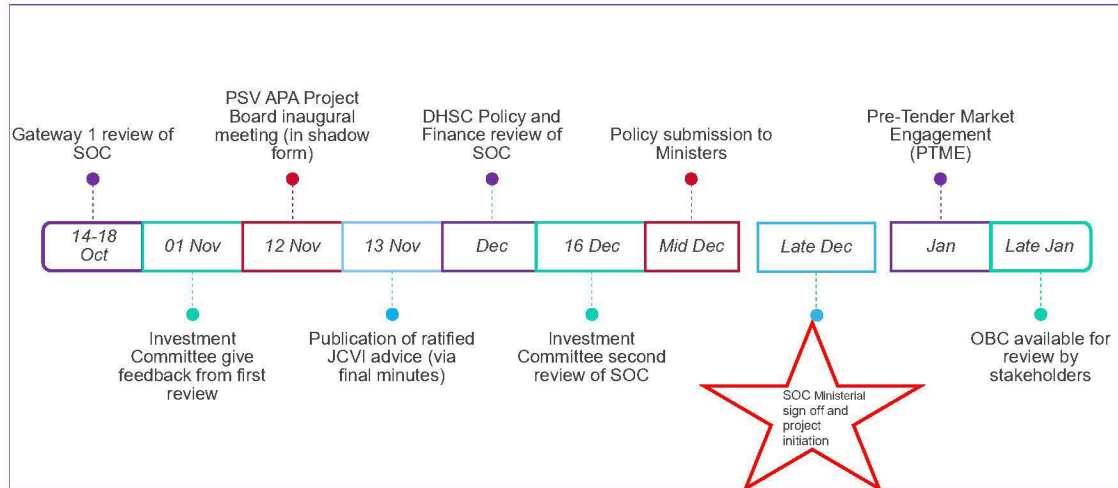 Gateway 1 review of
SOC
PSV APA Project
Board inaugural
meeting (in shadow
form)
DHSC Policy and
Finance review of
SOC
Policy submission to
Ministers
Pre-Tender Market
Engagement
(PTME)
14-18
Oct
01 Nov
12 Nov
13 Nov
Dec
16 Dec
Mid Dec
Late Dec
Jan
Late Jan
Investment
Committee give
feedback from first
review
Publication of ratified
JCVI advice (via
final minutes)
Investment
Committee second
review of SOC
SOC Ministerial
sign off and
project
initiation
OBC available for
review by
stakeholders